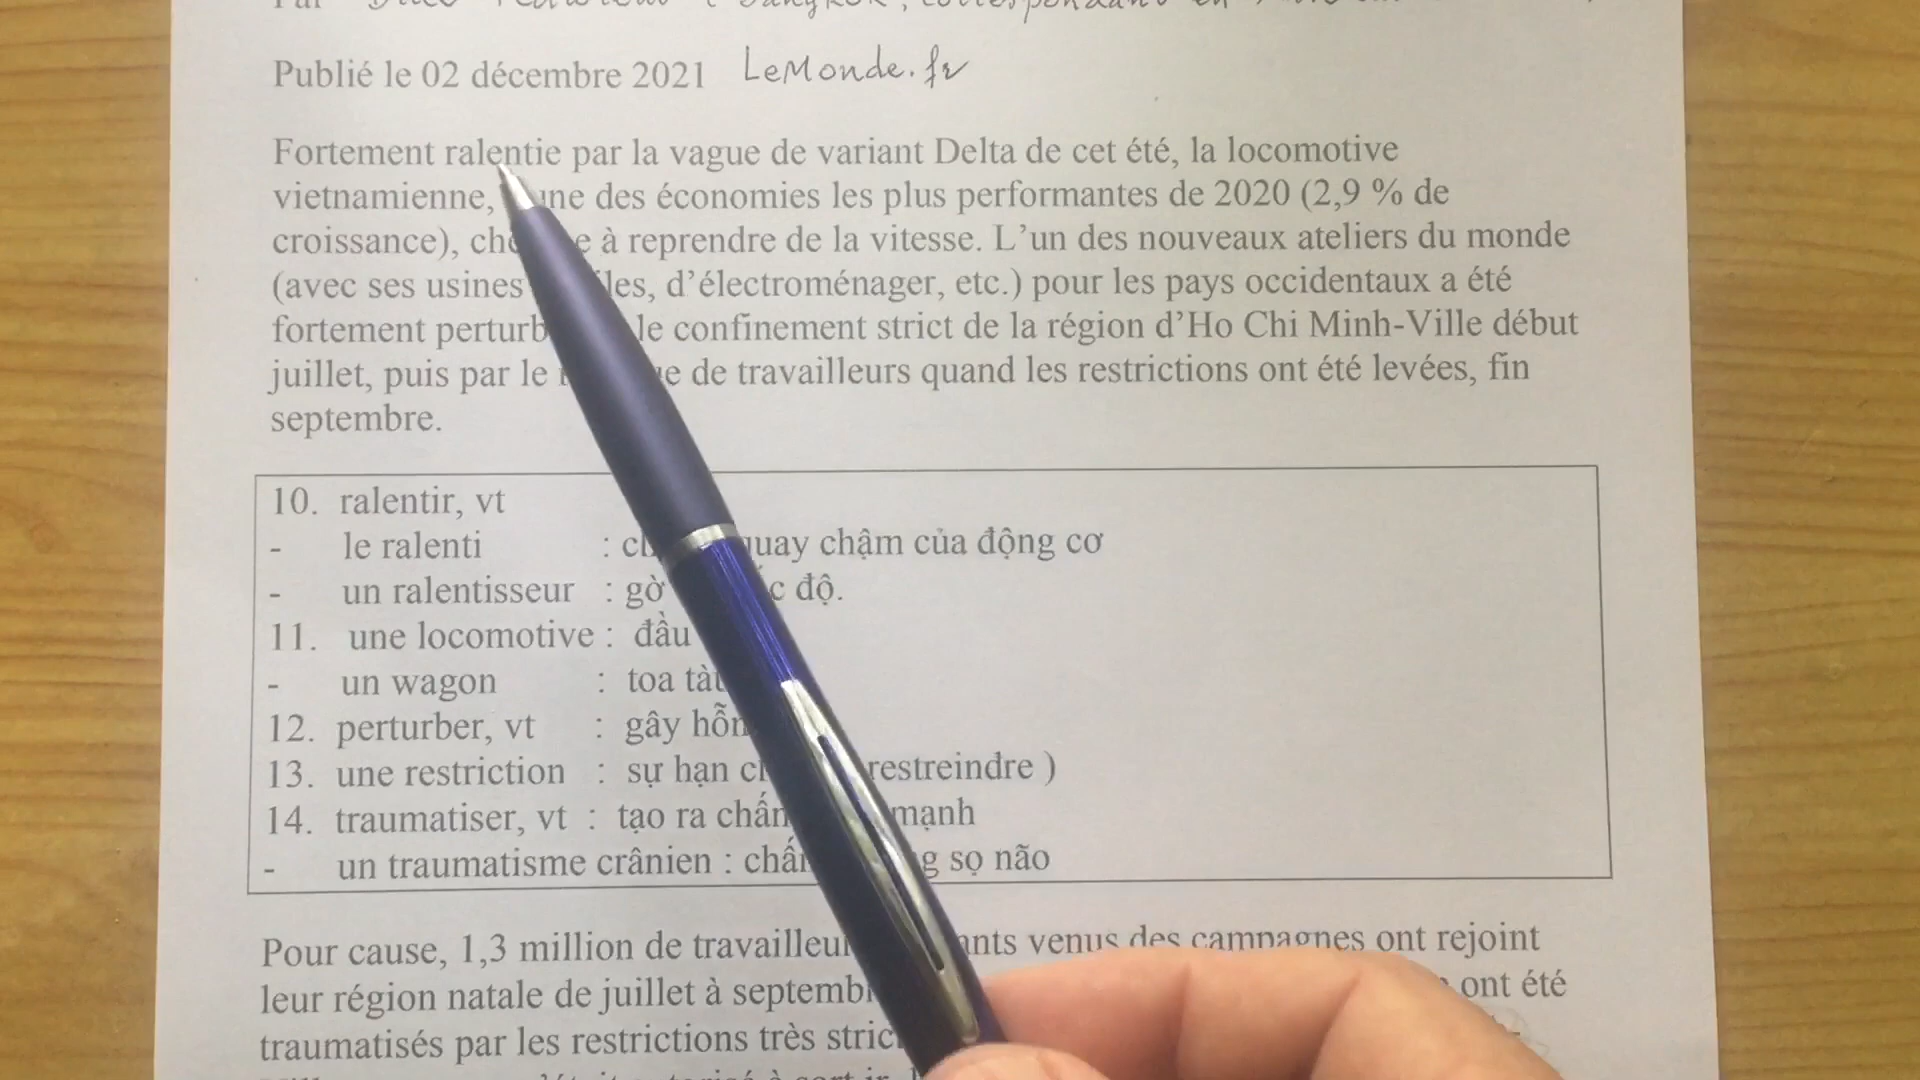 Publié le 02 décembre 2021 LeMonde.fr
Fortement ralentie par la vague de variant Delta de cet été, la locomotive
vietnamienne, une des économies les plus performantes de 2020 (2,9 % de
croissance), à reprendre de la vitesse. L’un des nouveaux ateliers du monde
(avec ses usines d’électroménager, etc.) pour les pays occidentaux a été
fortement le confinement strict de la région d’Ho Chi Minh-Ville début
juillet, puis par le de travailleurs quand les restrictions ont été levées, fin
septembre.
10. ralentir, vt
- le ralenti : quay chậm của động cơ
- un ralentisseur : gờ độ.
11. une locomotive : đầu
- un wagon : toa
12. perturber, vt : gây
13. une restriction : sự hạn restreindre )
14. traumatiser, vt : tạo ra mạnh
- un traumatisme crânien : sọ não
Pour cause, 1,3 million de venus des campagnes ont rejoint
leur région natale de juillet à ont été
traumatisés par les restrictions très